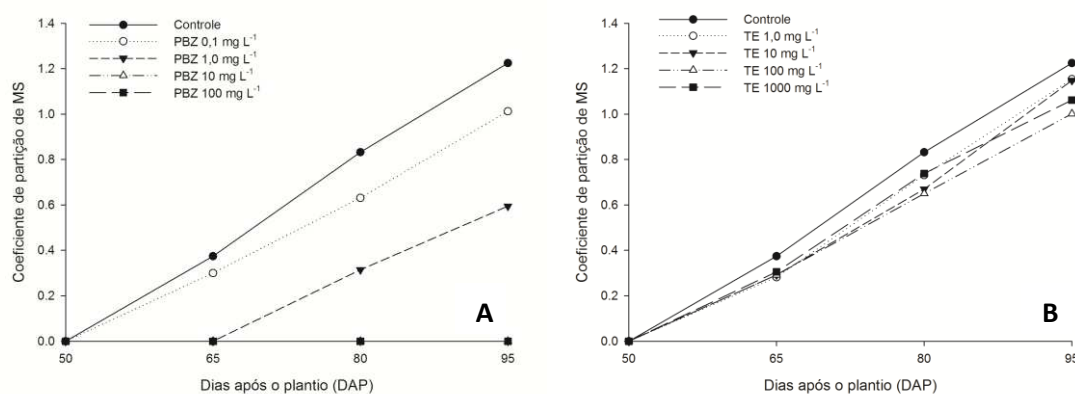 Coeficiente de partição de MS
1.4
1.2
1.0
0.8
0.6
0.4
0.2
0.0
Controle
PBZ 0,1 mg L⁻¹
PBZ 1,0 mg L⁻¹
PBZ 10 mg L⁻¹
PBZ 100 mg L⁻¹
A
50 65 80 95
Dias após o plantio (DAP)
Coeficiente de partição de MS
1.4
1.2
1.0
0.8
0.6
0.4
0.2
0.0
Controle
TE 1,0 mg L⁻¹
TE 10 mg L⁻¹
TE 100 mg L⁻¹
TE 1000 mg L⁻¹
B
50 65 80 95
Dias após o plantio (DAP)